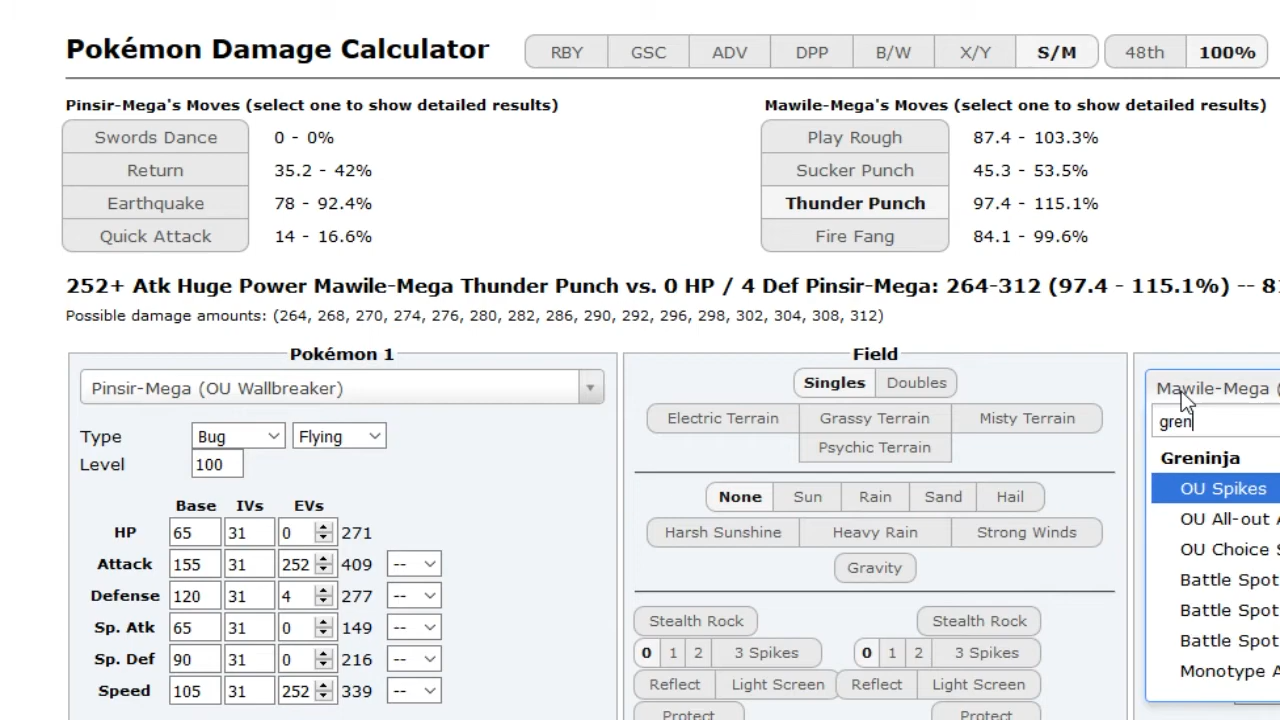 Pokémon Damage Calculator RBY GSC ADV DPP B/W X/Y S/M 48th 100%
Pinsir-Mega's Moves (select one to show detailed results)
Swords Dance 0 - 0%
Return 35.2 - 42%
Earthquake 78 - 92.4%
Quick Attack 14 - 16.6%
Mawile-Mega's Moves (select one to show detailed results)
Play Rough 87.4 - 103.3%
Sucker Punch 45.3 - 53.5%
Thunder Punch 97.4 - 115.1%
Fire Fang 84.1 - 99.6%
252+ Atk Huge Power Mawile-Mega Thunder Punch vs. 0 HP / 4 Def Pinsir-Mega: 264-312 (97.4 - 115.1%) -- 81
Possible damage amounts: (264, 268, 270, 274, 276, 280, 282, 286, 290, 292, 296, 298, 302, 304, 308, 312)
Pokémon 1
Pinsir-Mega (OU Wallbreaker)
Type Bug Flying
Level 100
Base IVs EVs
HP 65 31 0 271
Attack 155 31 252 409 --
Defense 120 31 4 277 --
Sp. Atk 65 31 0 149 --
Sp. Def 90 31 0 216 --
Speed 105 31 252 339 --
Field
Singles Doubles
Electric Terrain Grassy Terrain Misty Terrain
Psychic Terrain
None Sun Rain Sand Hail
Harsh Sunshine Heavy Rain Strong Winds
Gravity
Stealth Rock Stealth Rock
0 1 2 3 Spikes 0 1 2 3 Spikes
Reflect Light Screen Reflect Light Screen
Protect Protect
Mawile-Mega (
gren
Greninja
OU Spikes
OU All-out A
OU Choice S
Battle Spot
Battle Spot
Battle Spot
Monotype A